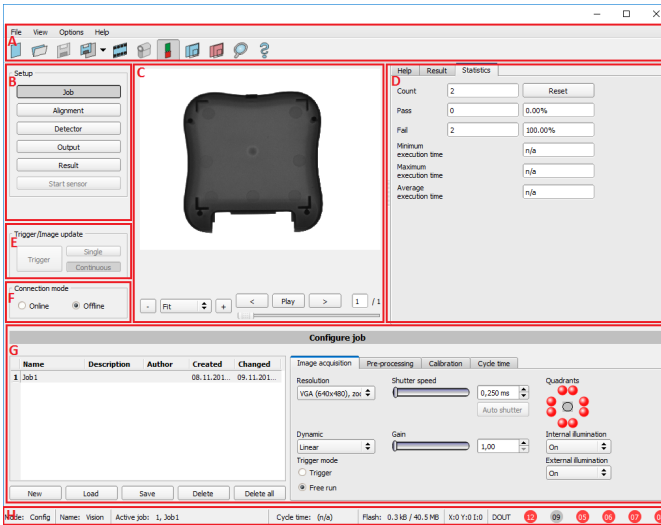 File View Options Help
A
Setup
B
Job
Alignment
Detector
Output
Result
Start sensor
C
Fit
< Play > 1 / 1
Help Result Statistics
D
Count 2 Reset
Pass 0 0.00%
Fail 2 100.00%
Minimum
execution time n/a
Maximum
execution time n/a
Average
execution time n/a
Trigger/Image update
E
Trigger Single
Continuous
Connection mode
F
Online Offline
Configure job
G
Name Description Author Created Changed
1 Job1 08.11.201... 09.11.201...
New Load Save Delete Delete all
Image acquisition Pre-processing Calibration Cycle time
Resolution Shutter speed Quadrants
VGA (640x480), zoo 0,250 ms
Auto shutter
Dynamic Gain Internal illumination
Linear 1,00 On
Trigger mode External illumination
Trigger On
Free run
H
Mode: Config Name: Vision Active job: 1, Job1 Cycle time: (n/a) Flash: 0.3 kB / 40.5 MB X:0 Y:0 I:0 DOUT 12 09 05 06 07